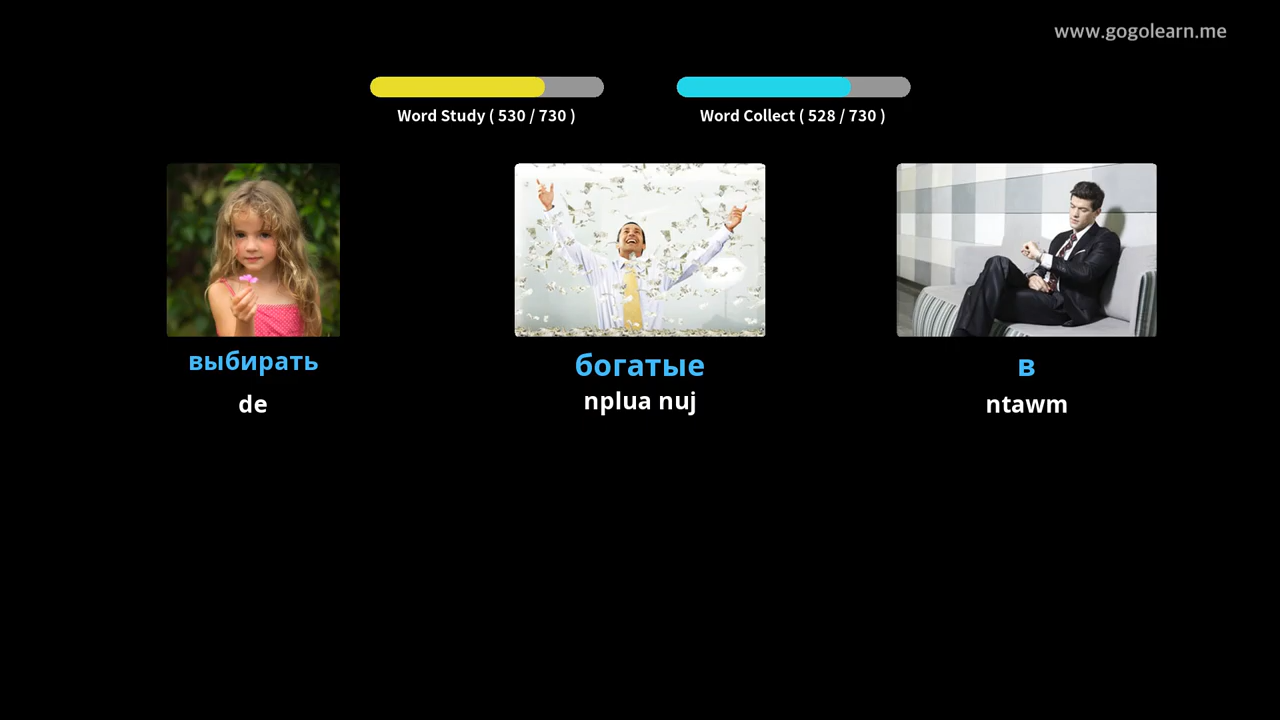 www.gogolearn.me
Word Study ( 530 / 730 )
Word Collect ( 528 / 730 )
выбирать
богатые
в
de
nplua nuj
ntawm